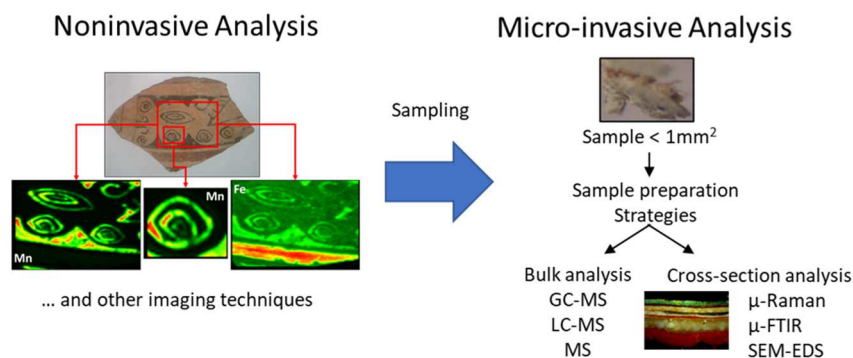 Noninvasive Analysis
Mn
Mn
Fe
... and other imaging techniques
Sampling
Micro-invasive Analysis
Sample < 1mm²
Sample preparation
Strategies
Bulk analysis
GC-MS
LC-MS
MS
Cross-section analysis
μ-Raman
μ-FTIR
SEM-EDS